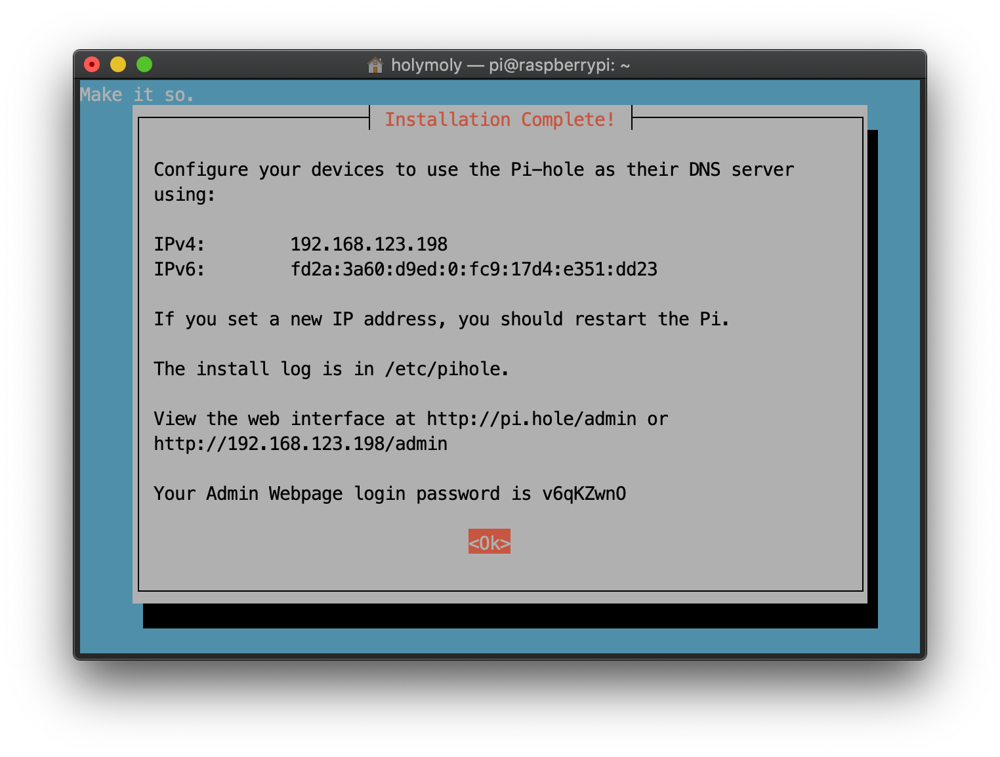 holymoly — pi@raspberrypi: ~
Make it so.
Installation Complete!
Configure your devices to use the Pi-hole as their DNS server
using:
IPv4: 192.168.123.198
IPv6: fd2a:3a60:d9ed:0:fc9:17d4:e351:dd23
If you set a new IP address, you should restart the Pi.
The install log is in /etc/pihole.
View the web interface at http://pi.hole/admin or
http://192.168.123.198/admin
Your Admin Webpage login password is v6qKZwnO
<Ok>